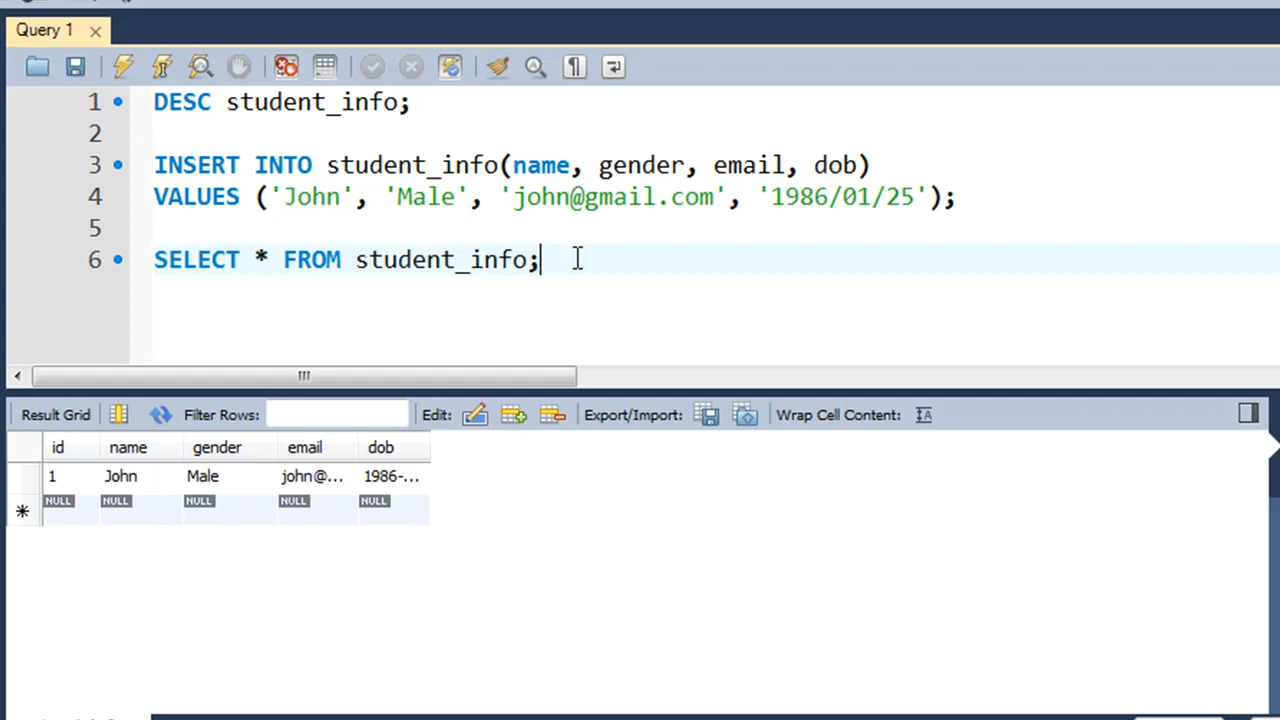 Query 1
1 DESC student_info;
2
3 INSERT INTO student_info(name, gender, email, dob)
4 VALUES ('John', 'Male', 'john@gmail.com', '1986/01/25');
5
6 SELECT * FROM student_info;
Result Grid Filter Rows: Edit: Export/Import: Wrap Cell Content:
id name gender email dob
1 John Male john@... 1986-...
NULL NULL NULL NULL NULL